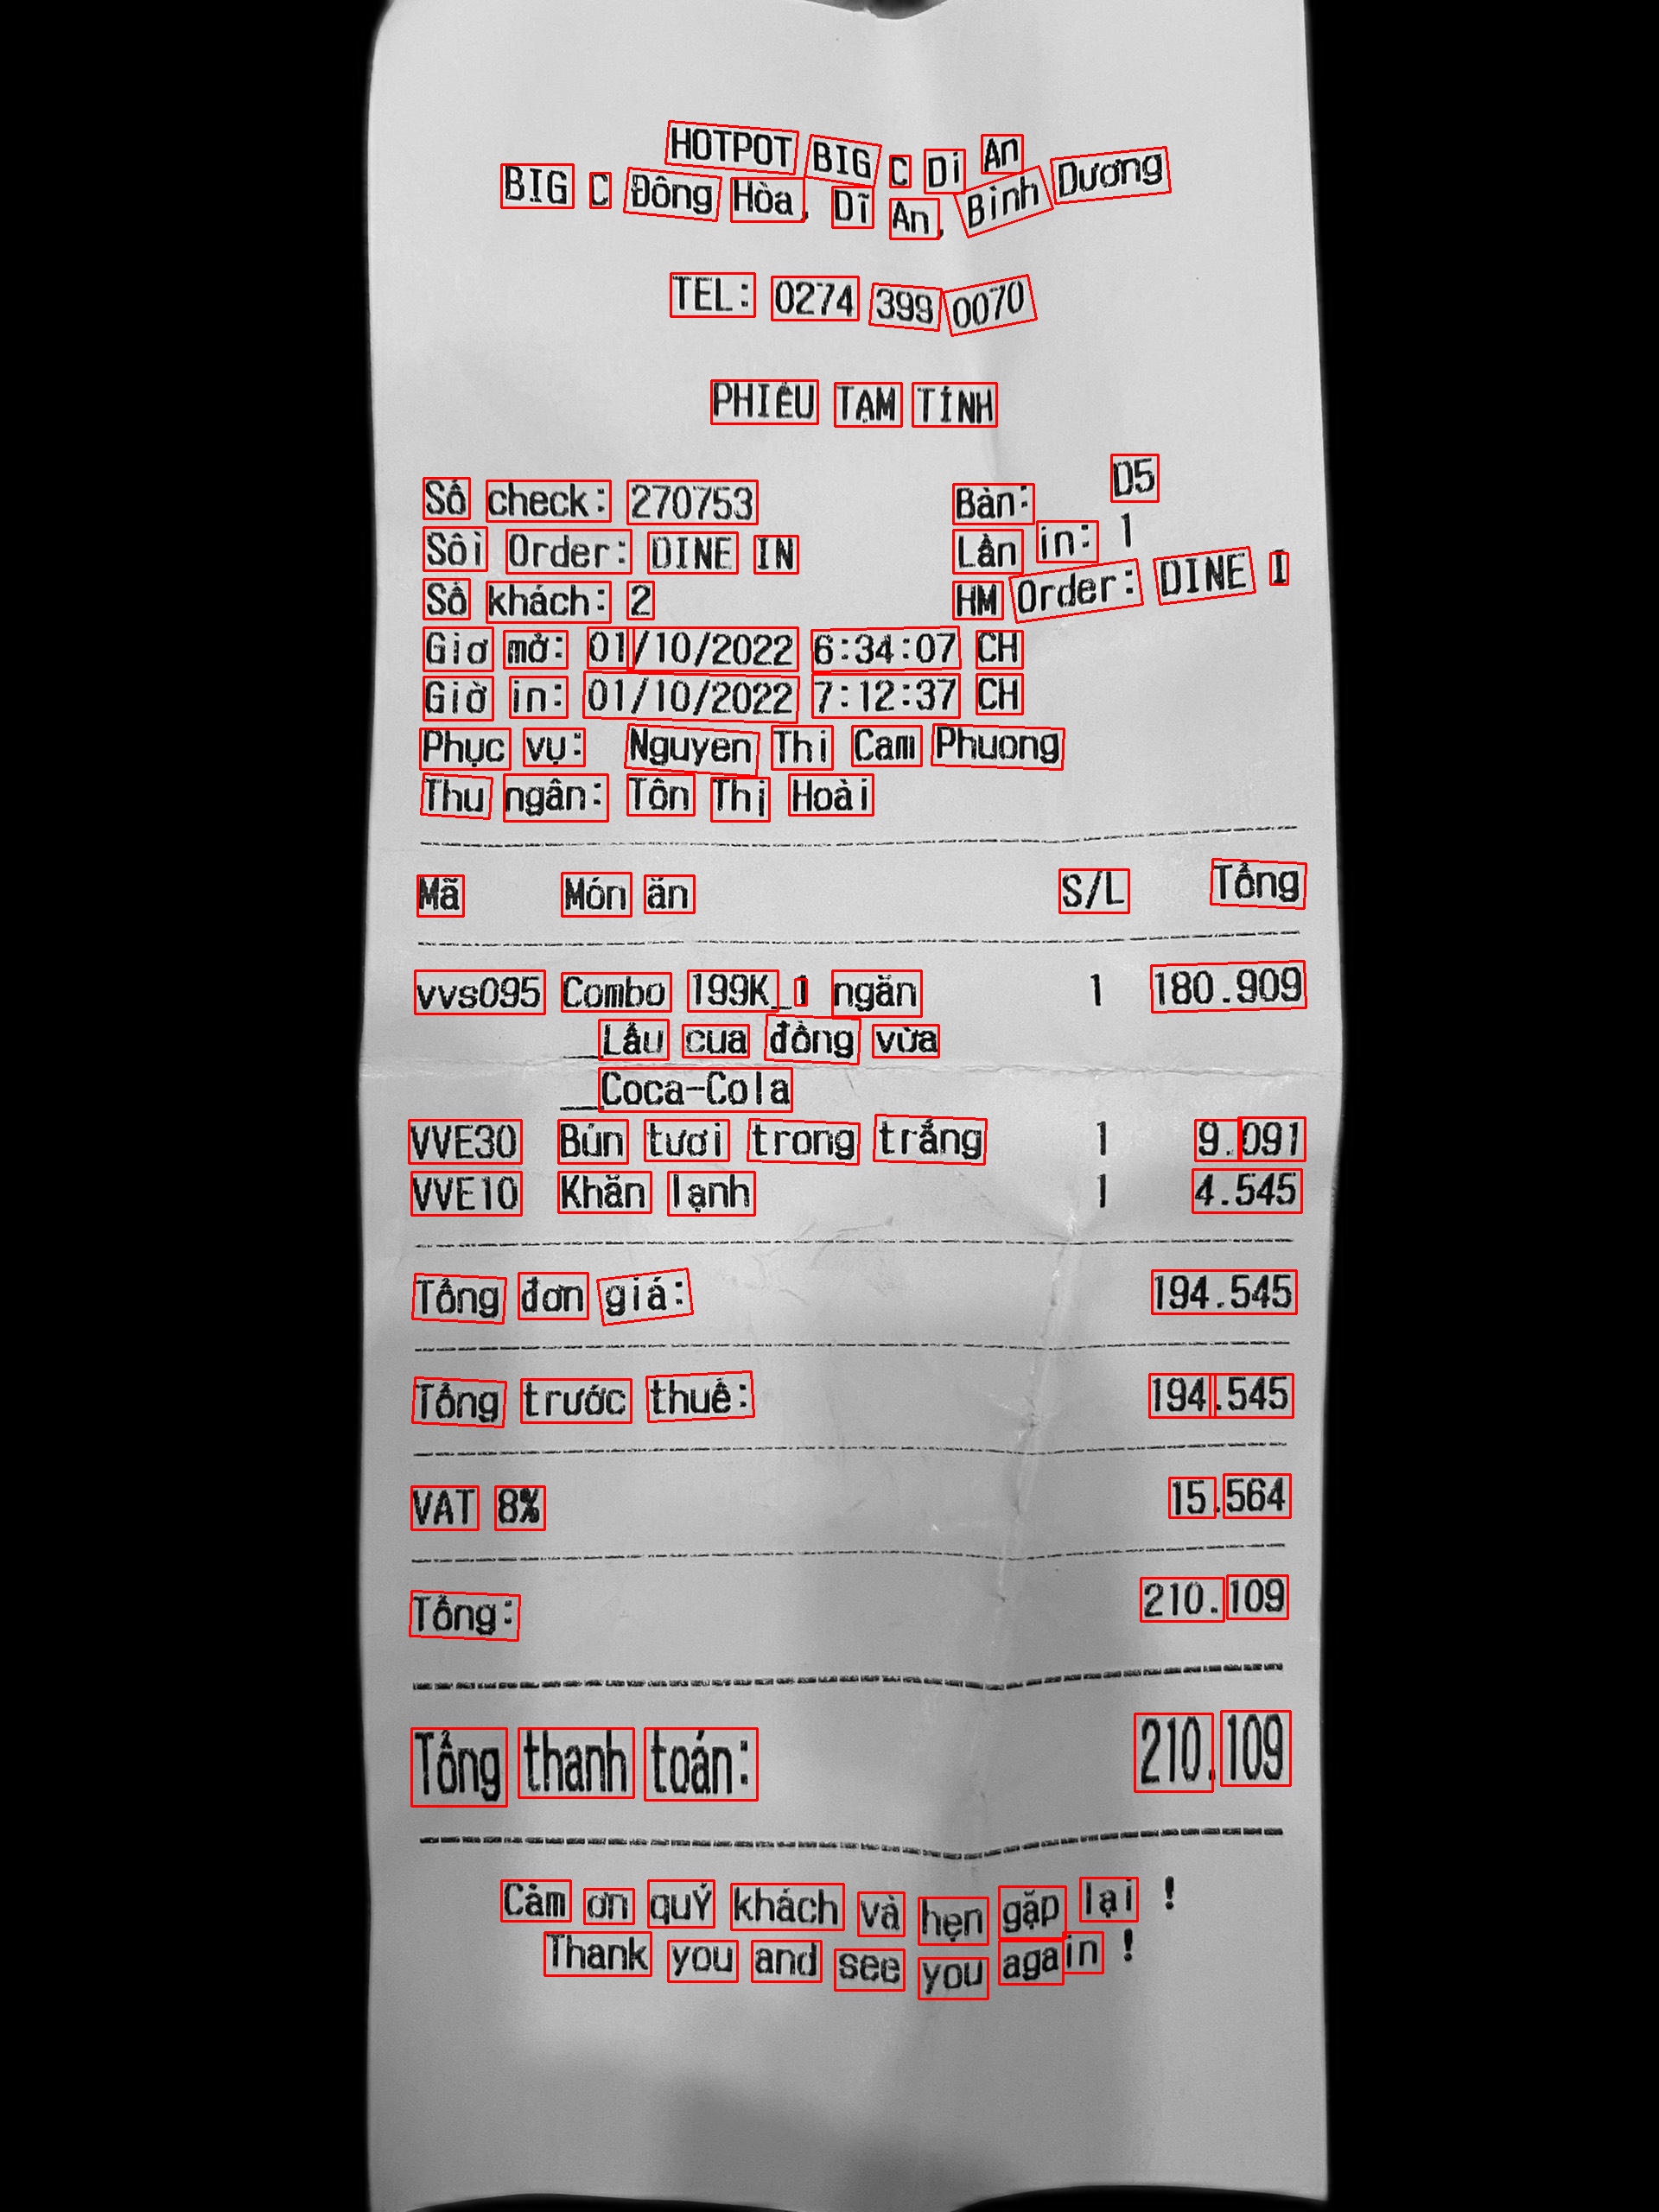 HOTPOT BIG C Di An
BIG C Đông Hòa, Dĩ An, Bình Dương
TEL: 0274 399 0070
PHIẾU TẠM TÍNH
Số check: 270753 Bàn: D5
Sôì Order: DINE IN Lần in: 1
Số khách: 2 HM Order: DINE I
Giơ mở: 01/10/2022 6:34:07 CH
Giờ in: 01/10/2022 7:12:37 CH
Phục vụ: Nguyen Thi Cam Phuong
Thu ngân: Tôn Thị Hoài
Mã Món ăn S/L Tổng
vvs095 Combo 199K_1 ngăn 1 180.909
__Lẩu cua đồng vừa
__Coca-Cola
VVE30 Bún tươi trong trắng 1 9.091
VVE10 Khăn lạnh 1 4.545
Tổng đơn giá: 194.545
Tổng trước thuế: 194.545
VAT 8% 15.564
Tổng: 210.109
Tổng thanh toán: 210.109
Cảm ơn quý khách và hẹn gặp lại !
Thank you and see you again !